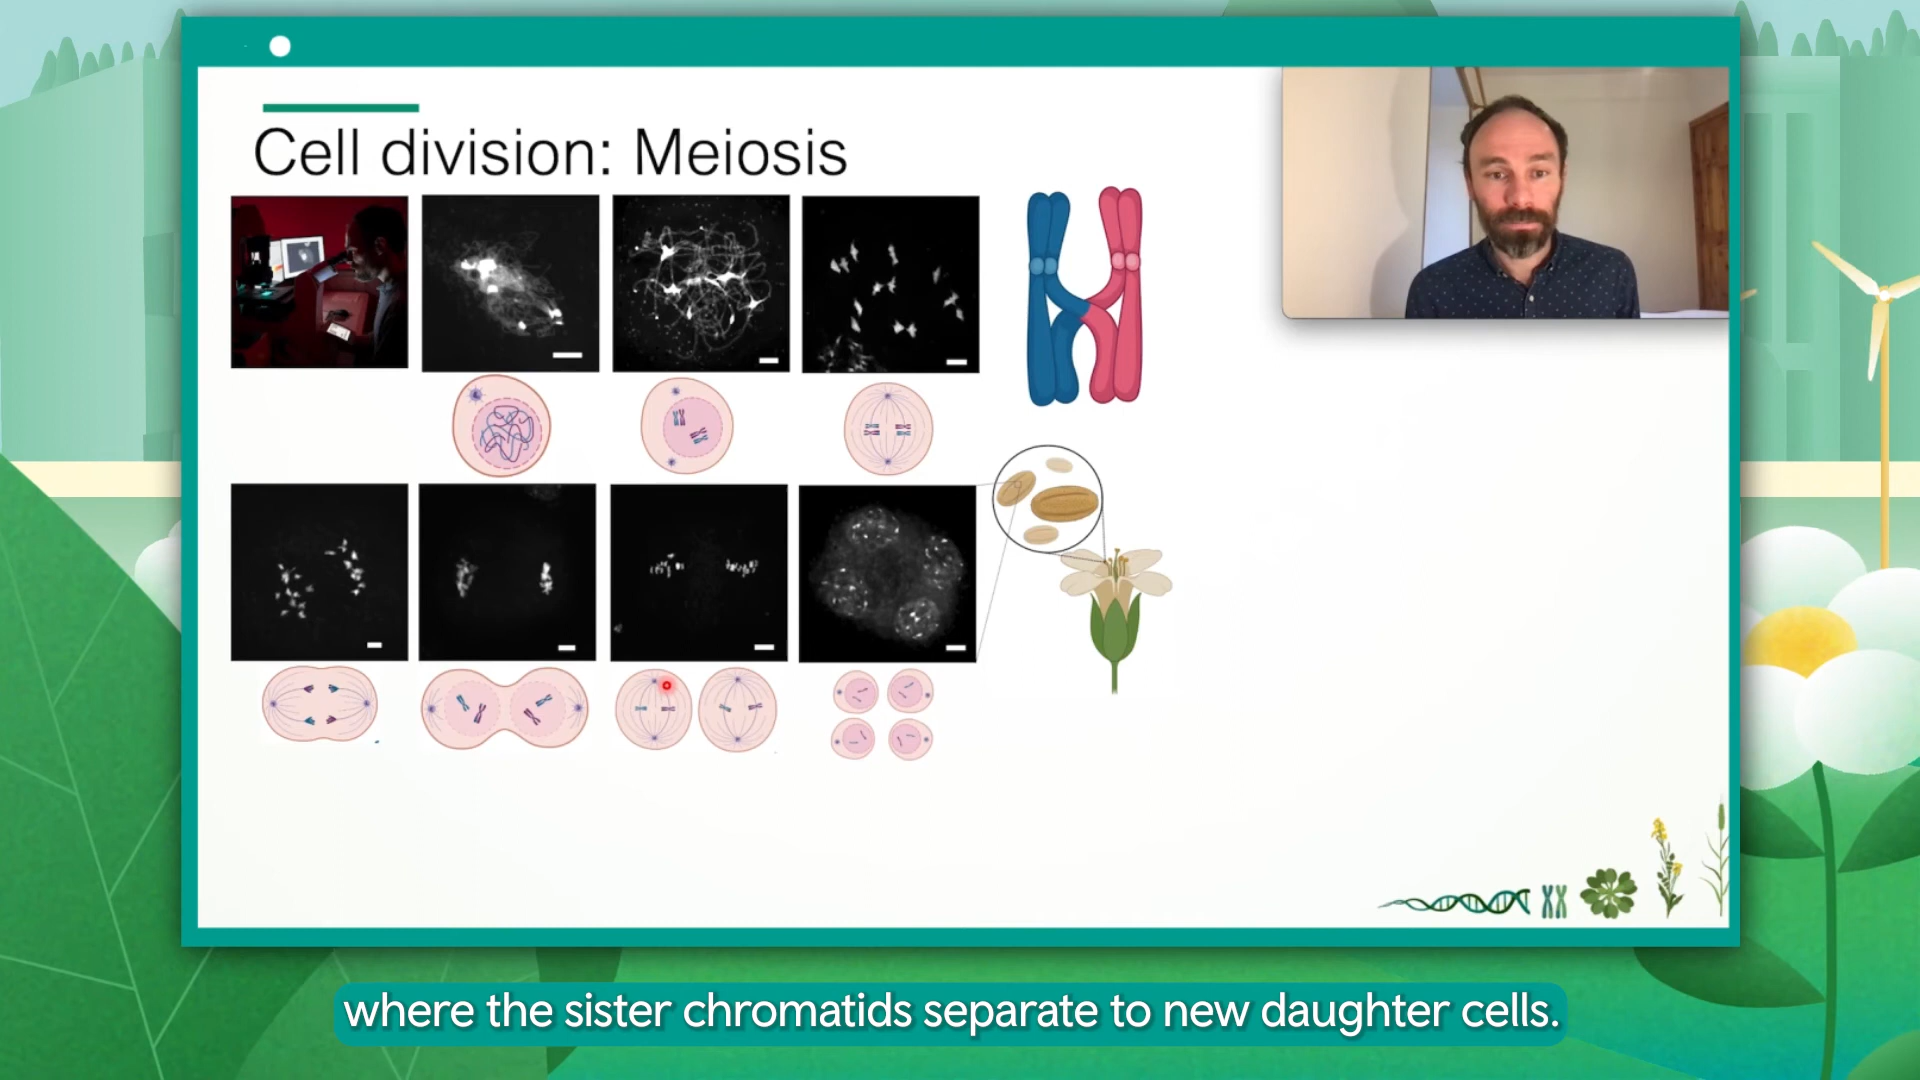 Cell division: Meiosis
where the sister chromatids separate to new daughter cells.